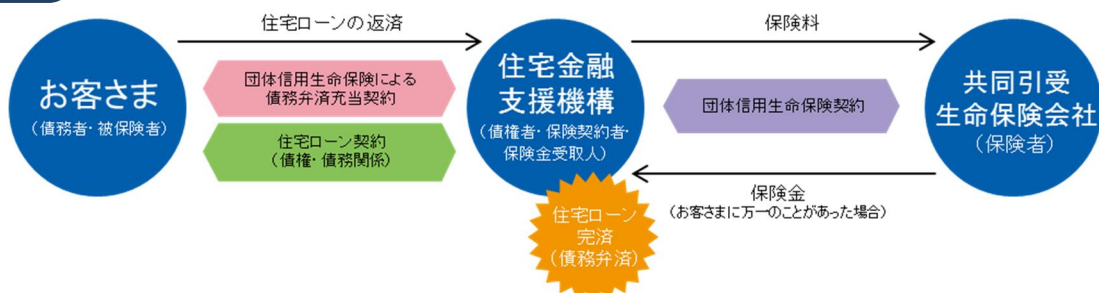 住宅ローンの返済
保険料
お客さま
(債務者・被保険者)
団体信用生命保険による
債務弁済充当契約
住宅ローン契約
(債権・債務関係)
住宅金融
支援機構
(債権者・保険契約者・
保険金受取人)
団体信用生命保険契約
共同引受
生命保険会社
(保険者)
保険金
(お客さまに万一のことがあった場合)
住宅ローン
完済
(債務弁済)